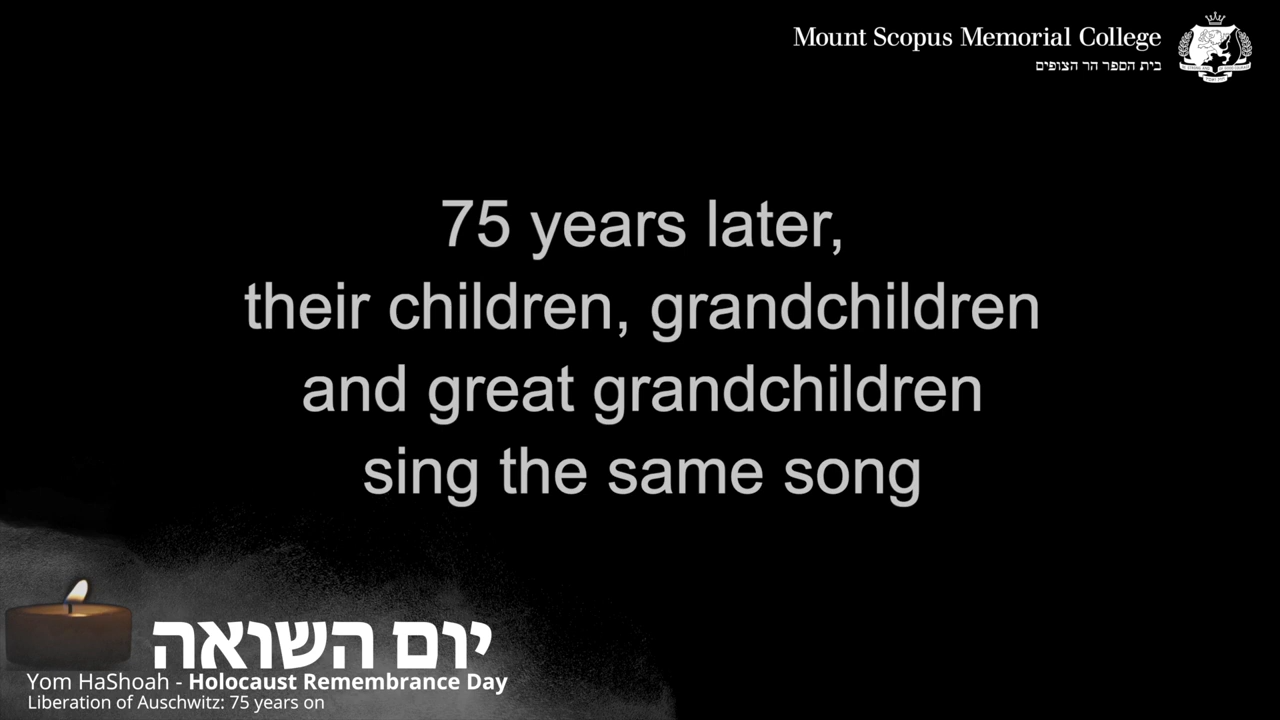 Mount Scopus Memorial College
בית הספר הר הצופים
75 years later,
their children, grandchildren
and great grandchildren
sing the same song
יום השואה
Yom HaShoah - Holocaust Remembrance Day
Liberation of Auschwitz: 75 years on